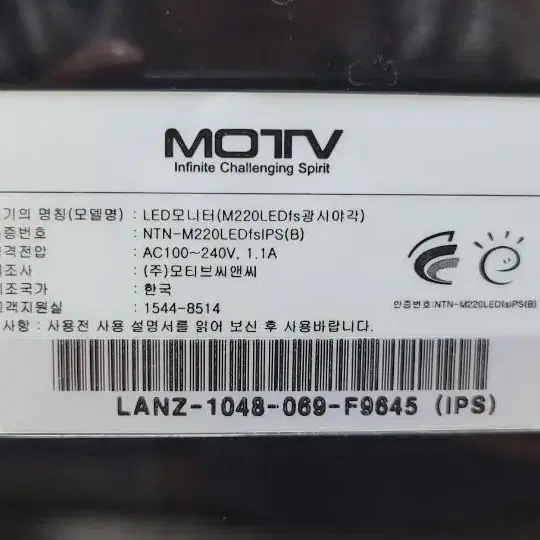 MOTV
Infinite Challenging Spirit
기의 명칭(모델명) : LED모니터(M220LEDfs광시야각)
증번호 : NTN-M220LEDfsIPS(B)
격전압 : AC100~240V, 1.1A
조사 : (주)모티브씨앤씨
조국가 : 한국
객지원실 : 1544-8514
사항 : 사용전 사용 설명서를 읽어 보신 후 사용바랍니다.
인증번호:NTN-M220LEDfsIPS(B)
LANZ-1048-069-F9645 (IPS)